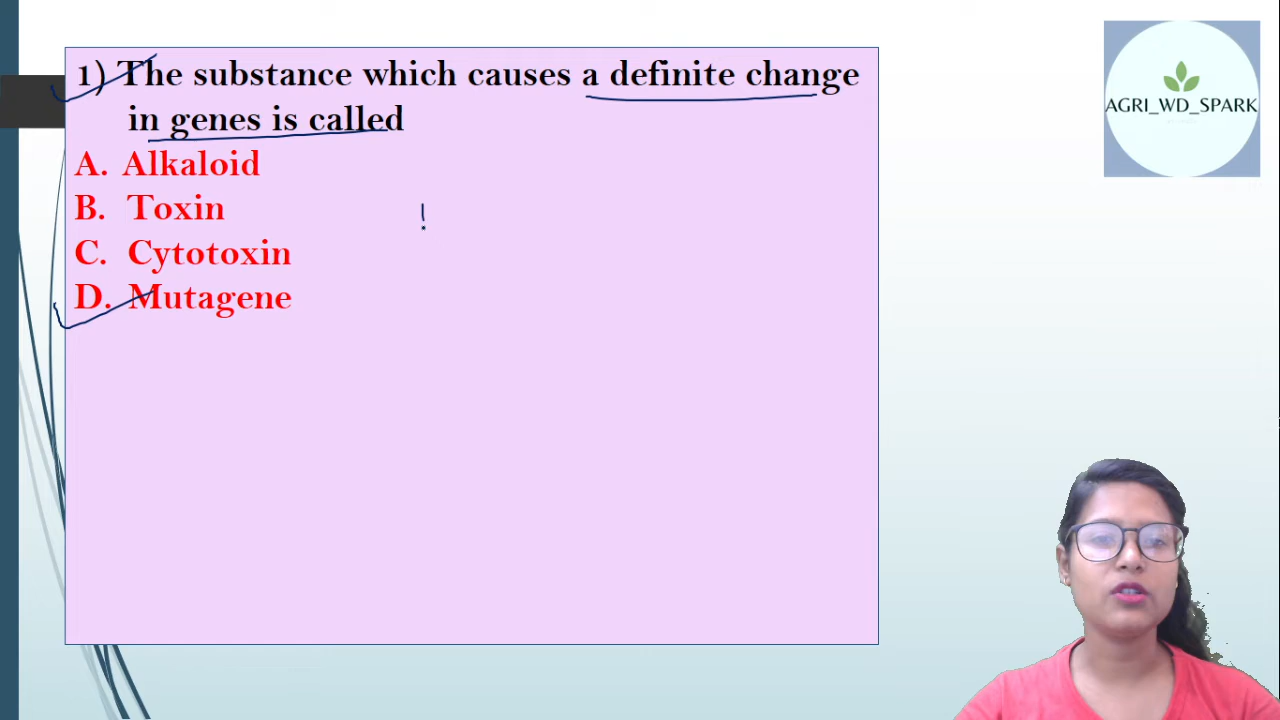 1) The substance which causes a definite change
in genes is called
A. Alkaloid
B. Toxin
C. Cytotoxin
D. Mutagene
AGRI_WD_SPARK